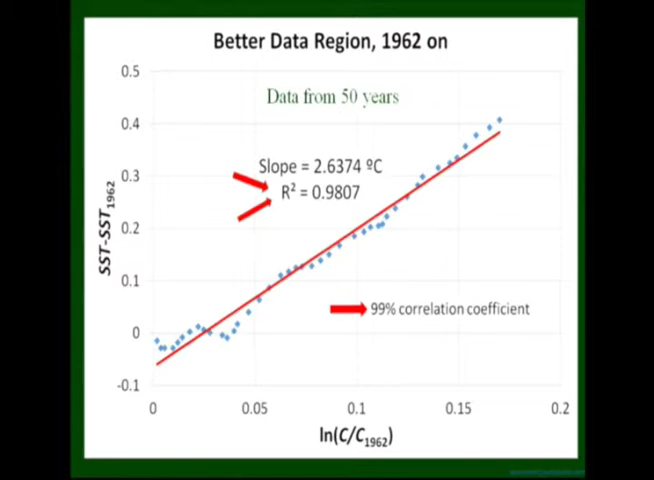 Better Data Region, 1962 on
0.5
Data from 50 years
0.4
Slope = 2.6374 ºC
0.3
R² = 0.9807
SST-SST1962
0.2
0.1
99% correlation coefficient
0
-0.1
0 0.05 0.1 0.15 0.2
ln(C/C1962)